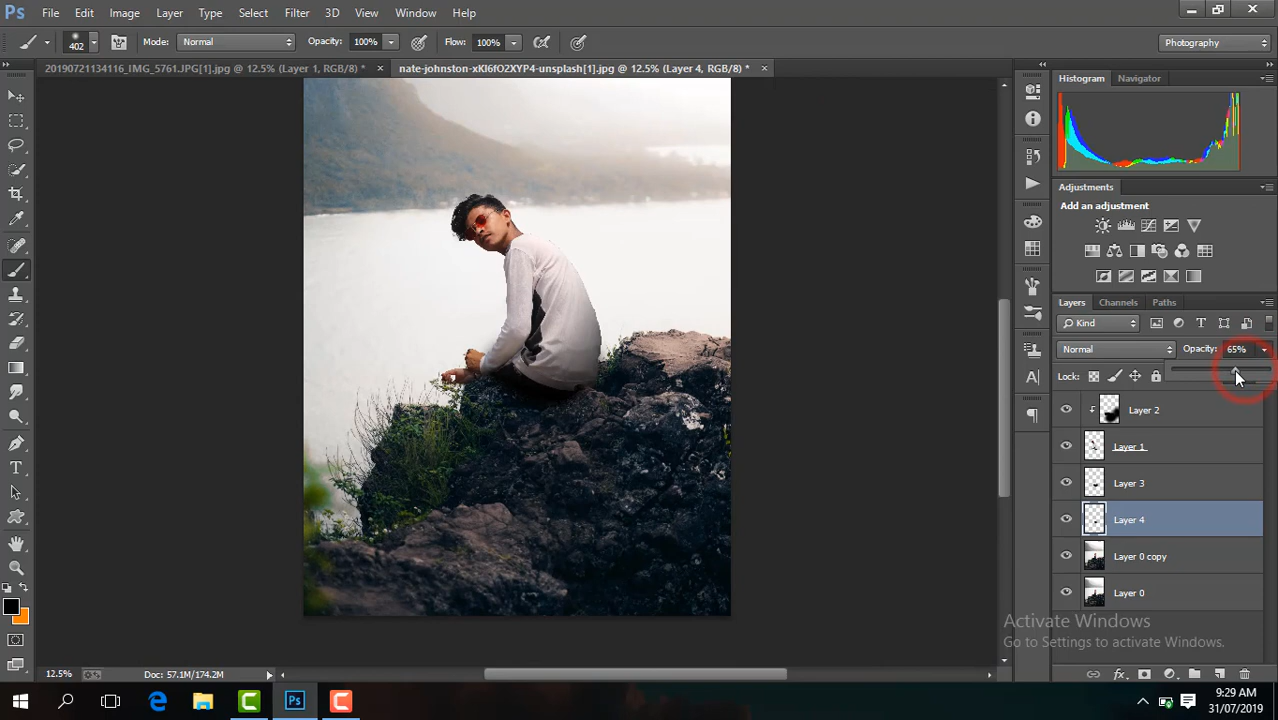 Ps File Edit Image Layer Type Select Filter 3D View Window Help
402 Mode: Normal Opacity: 100% Flow: 100% Photography
20190721134116_IMG_5761.JPG[1].jpg @ 12.5% (Layer 1, RGB/8) * × nate-johnston-xKl6fO2XYP4-unsplash[1].jpg @ 12.5% (Layer 4, RGB/8) * ×
Histogram Navigator
Adjustments
Add an adjustment
Layers Channels Paths
Kind
Normal Opacity: 65%
Lock:
Layer 2
Layer 1
Layer 3
Layer 4
Layer 0 copy
Layer 0
Activate Windows
Go to Settings to activate Windows.
12.5% Doc: 57.1M/174.2M
9:29 AM
31/07/2019